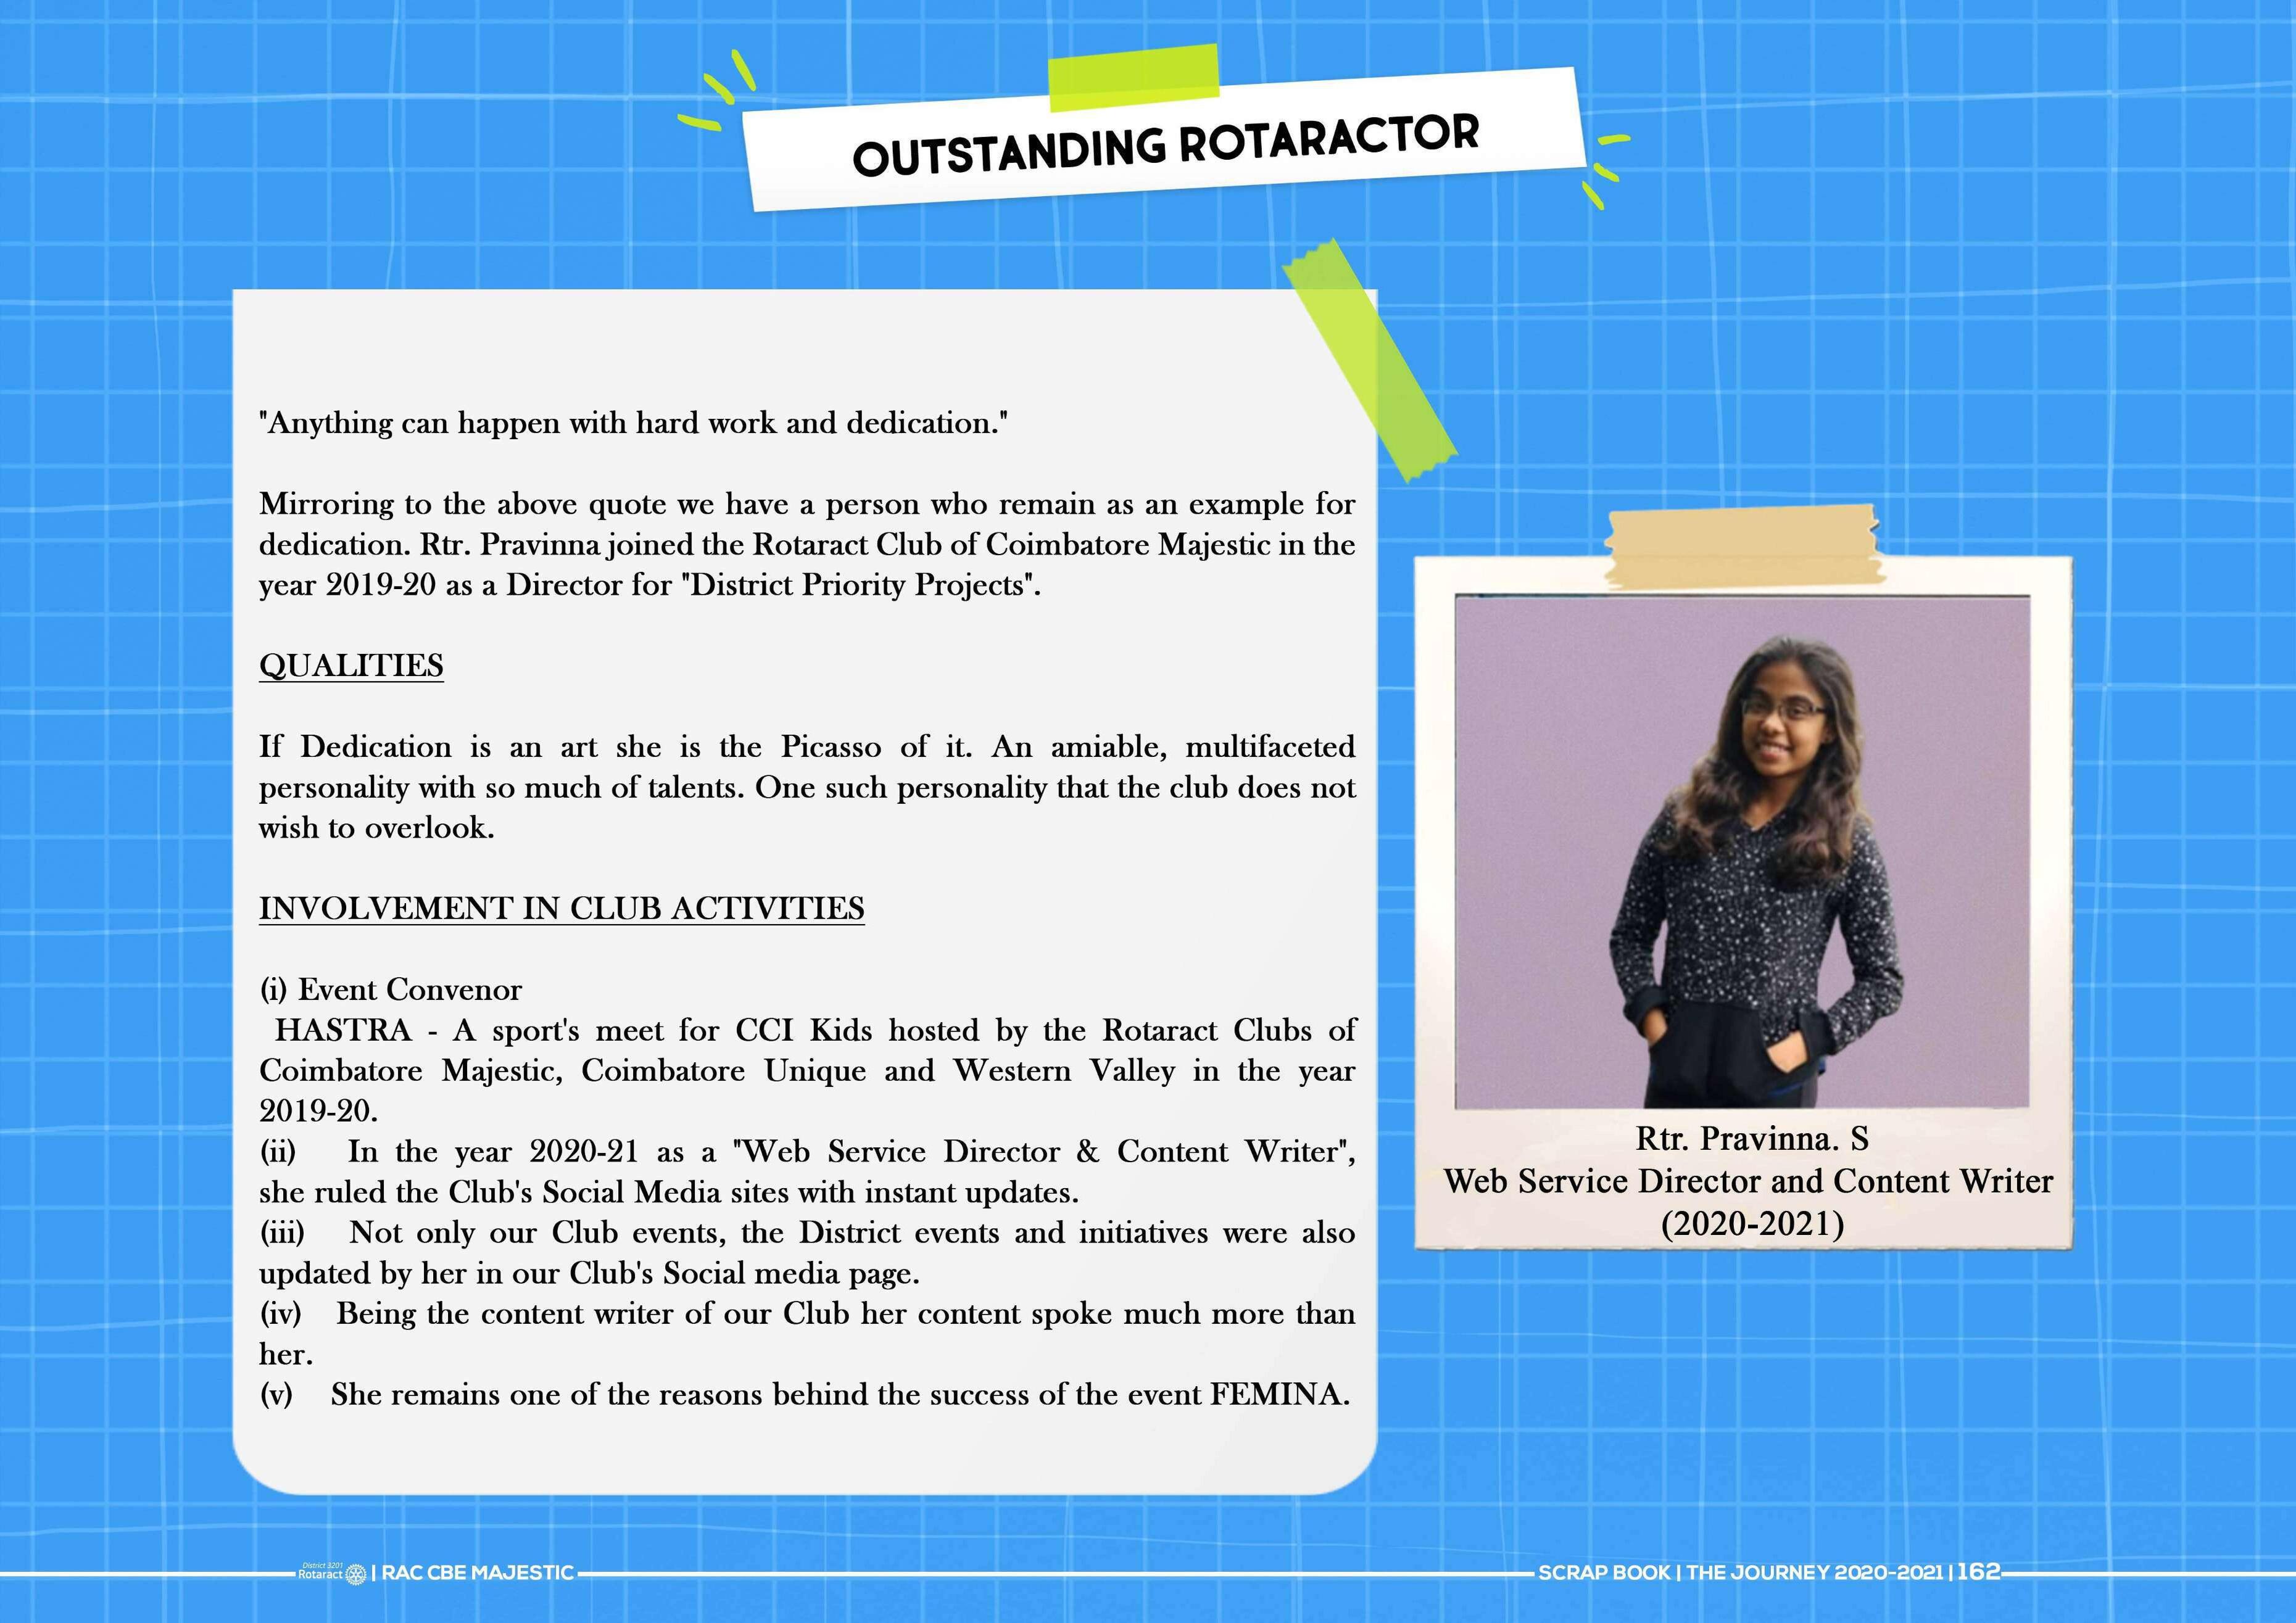 OUTSTANDING ROTARACTOR
"Anything can happen with hard work and dedication."
Mirroring to the above quote we have a person who remain as an example for
dedication. Rtr. Pravinna joined the Rotaract Club of Coimbatore Majestic in the
year 2019-20 as a Director for "District Priority Projects".
QUALITIES
If Dedication is an art she is the Picasso of it. An amiable, multifaceted
personality with so much of talents. One such personality that the club does not
wish to overlook.
INVOLVEMENT IN CLUB ACTIVITIES
(i) Event Convenor
HASTRA - A sport's meet for CCI Kids hosted by the Rotaract Clubs of
Coimbatore Majestic, Coimbatore Unique and Western Valley in the year
2019-20.
(ii) In the year 2020-21 as a "Web Service Director & Content Writer",
she ruled the Club's Social Media sites with instant updates.
(iii) Not only our Club events, the District events and initiatives were also
updated by her in our Club's Social media page.
(iv) Being the content writer of our Club her content spoke much more than
her.
(v) She remains one of the reasons behind the success of the event FEMINA.
Rtr. Pravinna. S
Web Service Director and Content Writer
(2020-2021)
District 3201
Rotaract | RAC CBE MAJESTIC
SCRAP BOOK | THE JOURNEY 2020-2021 | 162